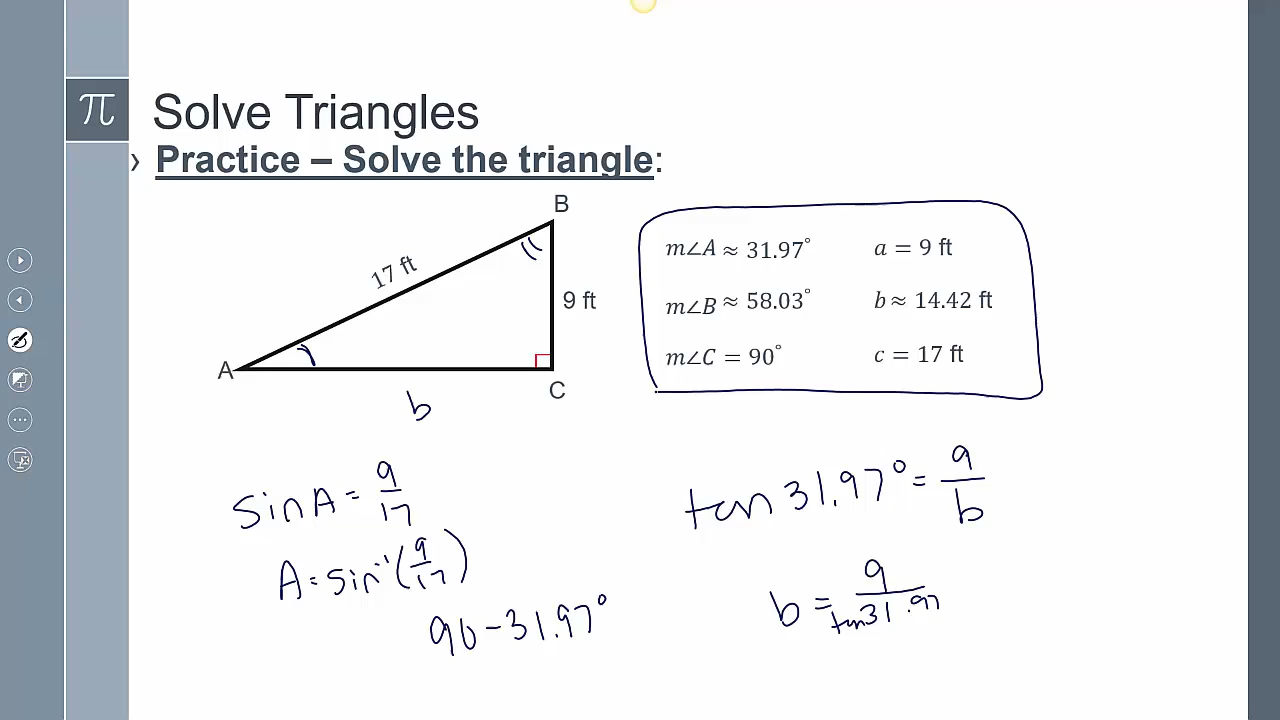 π
Solve Triangles
› Practice – Solve the triangle:
B
17 ft
9 ft
A
C
b
m∠A ≈ 31.97° a = 9 ft
m∠B ≈ 58.03° b ≈ 14.42 ft
m∠C = 90° c = 17 ft
sin A = 9/17
A = sin⁻¹(9/17)
90 − 31.97°
tan 31.97° = 9/b
b = 9/tan 31.97